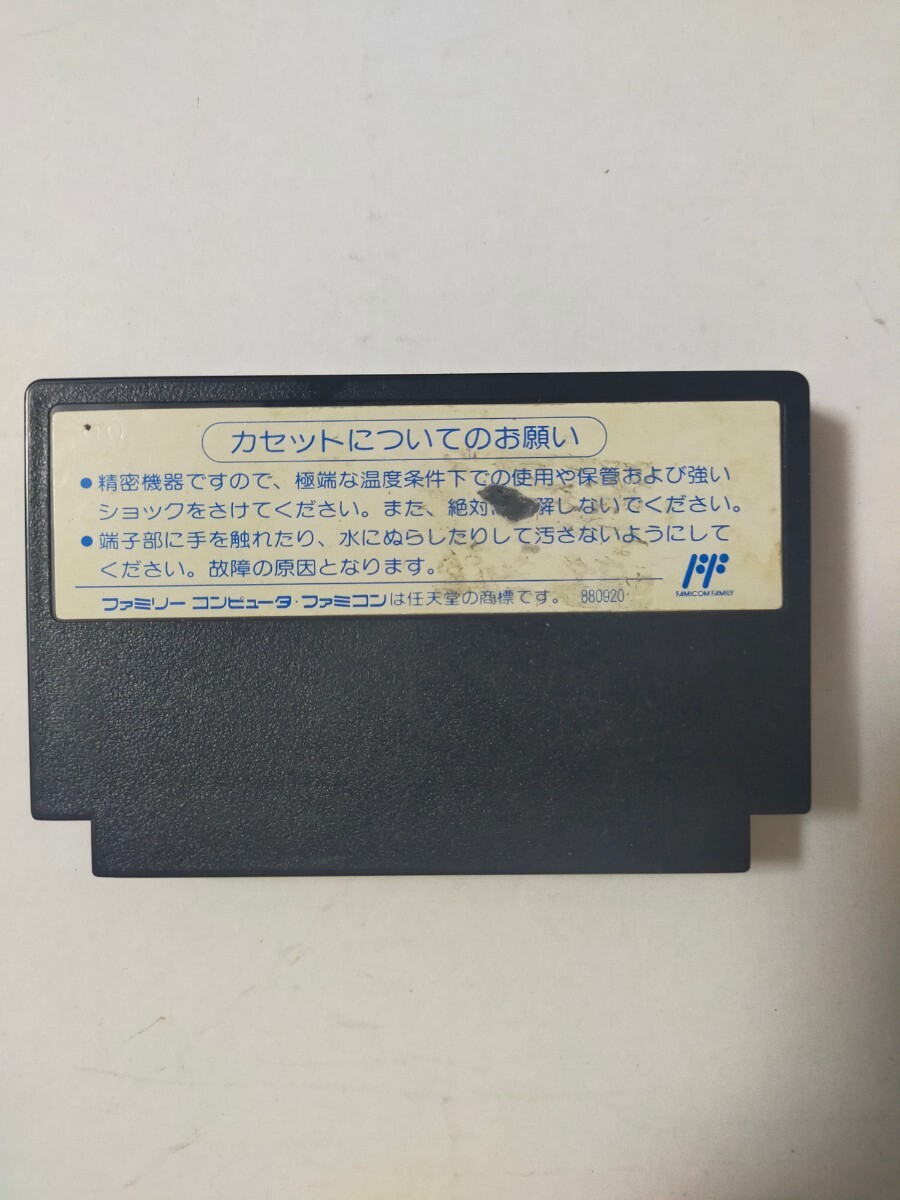 カセットについてのお願い
●精密機器ですので、極端な温度条件下での使用や保管および強い
ショックをさけてください。また、絶対 解しないでください。
●端子部に手を触れたり、水にぬらしたりして汚さないようにして
ください。故障の原因となります。
FAMICOM FAMILY
ファミリー コンピュータ・ファミコンは任天堂の商標です。 880920